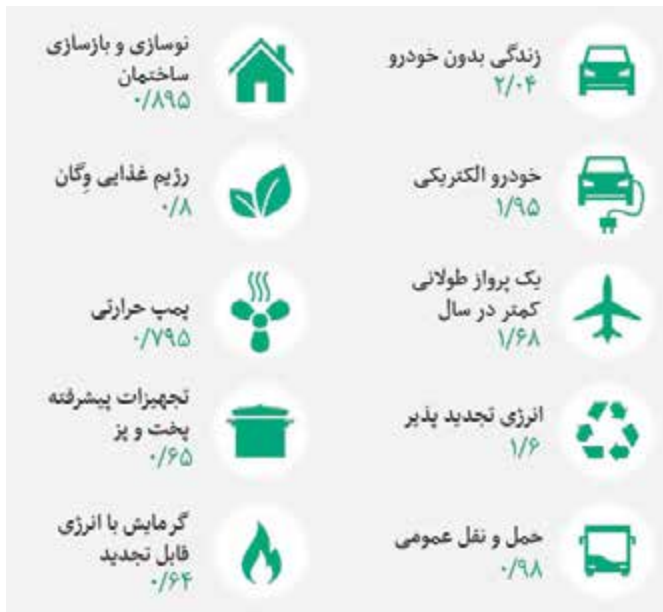 زندگی بدون خودرو
۲/۰۴
خودرو الکتریکی
۱/۹۵
یک پرواز طولانی
کمتر در سال
۱/۶۸
انرژی تجدید پذیر
۱/۶
حمل و نقل عمومی
۰/۹۸
نوسازی و بازسازی
ساختمان
۰/۸۹۵
رژیم غذایی وِگان
۰/۸
پمپ حرارتی
۰/۷۹۵
تجهیزات پیشرفته
پخت و پز
۰/۶۵
گرمایش با انرژی
قابل تجدید
۰/۶۴